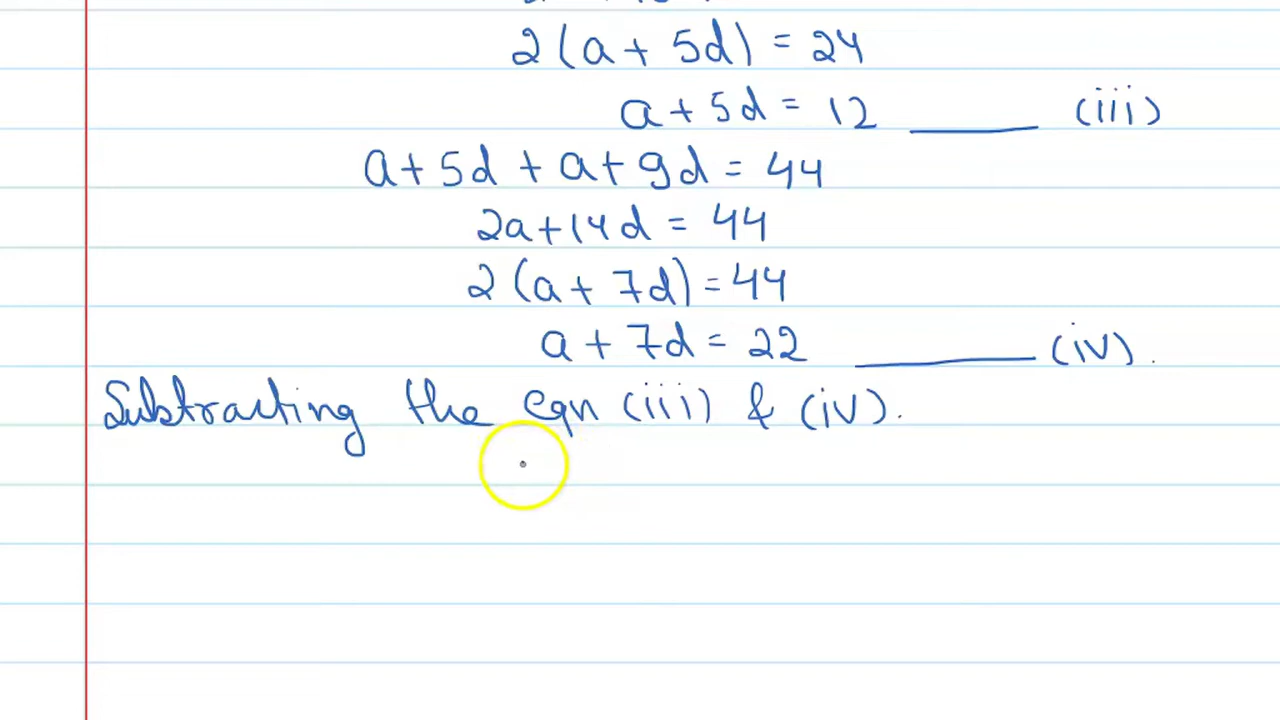 2(a + 5d) = 24
a + 5d = 12 ______ (iii)
a + 5d + a + 9d = 44
2a + 14d = 44
2(a + 7d) = 44
a + 7d = 22 ______ (iv).
Subtracting the eqn (iii) & (iv).